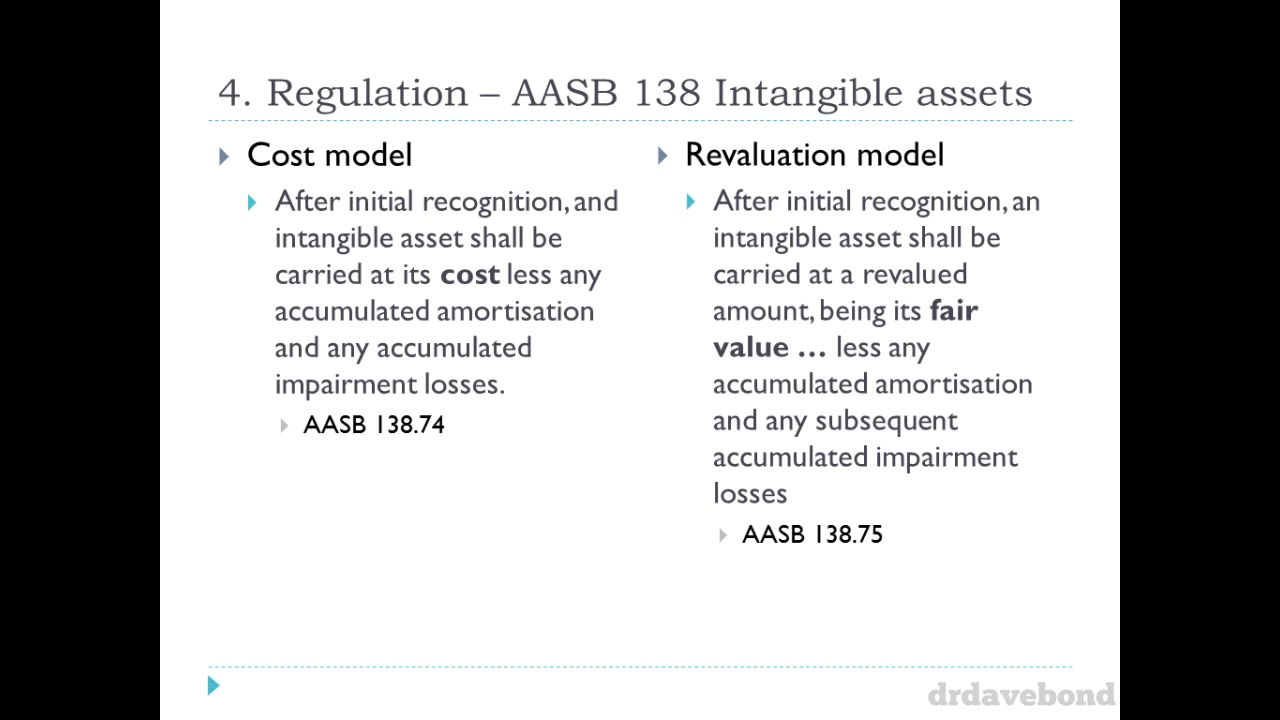 4. Regulation – AASB 138 Intangible assets
Cost model
After initial recognition, and
intangible asset shall be
carried at its cost less any
accumulated amortisation
and any accumulated
impairment losses.
AASB 138.74
Revaluation model
After initial recognition, an
intangible asset shall be
carried at a revalued
amount, being its fair
value … less any
accumulated amortisation
and any subsequent
accumulated impairment
losses
AASB 138.75
drdavebond